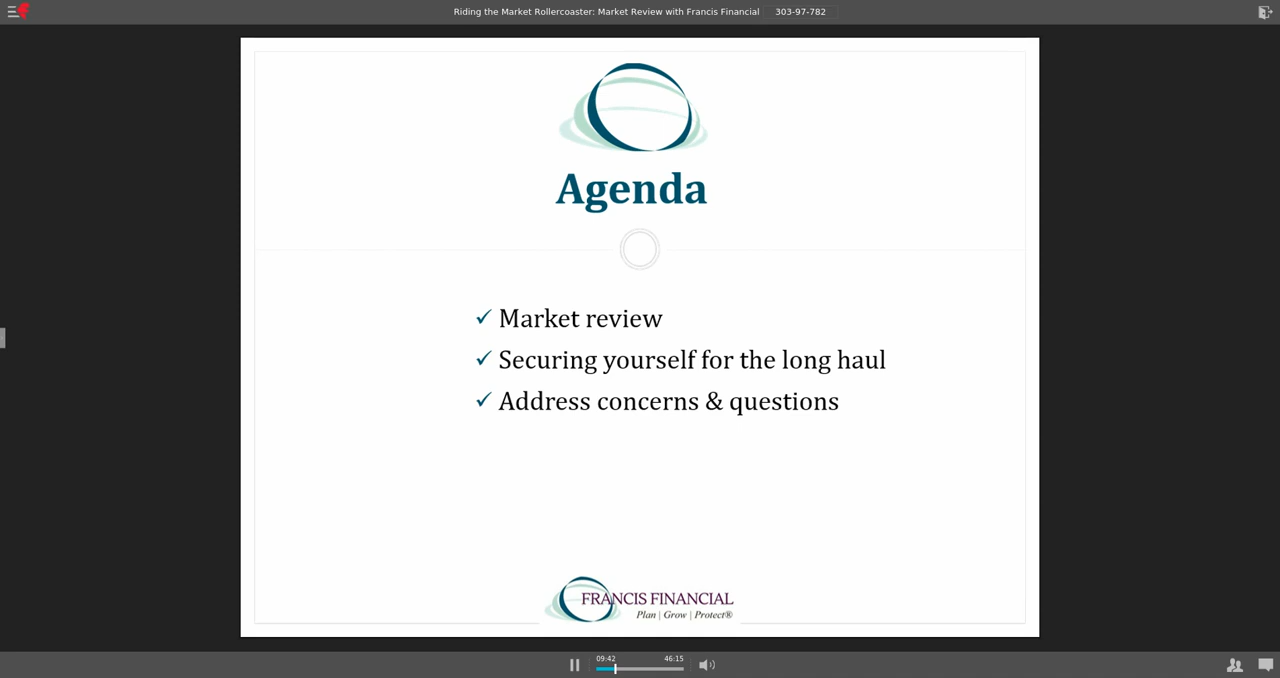 Riding the Market Rollercoaster: Market Review with Francis Financial 303-97-782
Agenda
✓ Market review
✓ Securing yourself for the long haul
✓ Address concerns & questions
FRANCIS FINANCIAL
Plan | Grow | Protect®
09:42 46:15